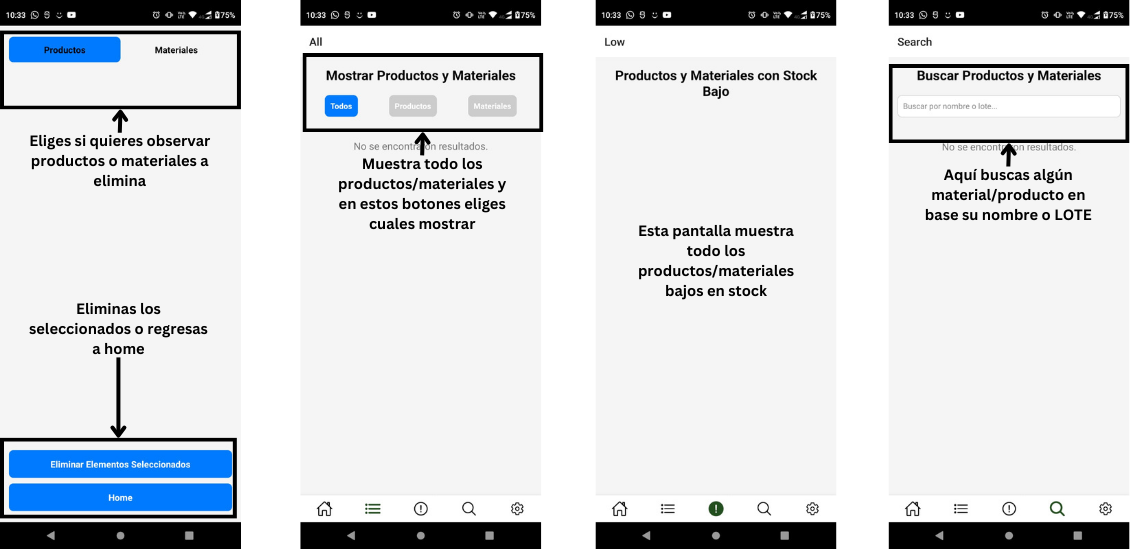 10:33
75%
Productos
Materiales
Eliges si quieres observar
productos o materiales a
elimina
Eliminas los
seleccionados o regresas
a home
Eliminar Elementos Seleccionados
Home
10:33
75%
All
Mostrar Productos y Materiales
Todos
Productos
Materiales
No se encontraron resultados.
Muestra todo los
productos/materiales y
en estos botones eliges
cuales mostrar
10:33
75%
Low
Productos y Materiales con Stock
Bajo
Esta pantalla muestra
todo los
productos/materiales
bajos en stock
10:33
75%
Search
Buscar Productos y Materiales
Buscar por nombre o lote...
No se encontraron resultados.
Aquí buscas algún
material/producto en
base su nombre o LOTE